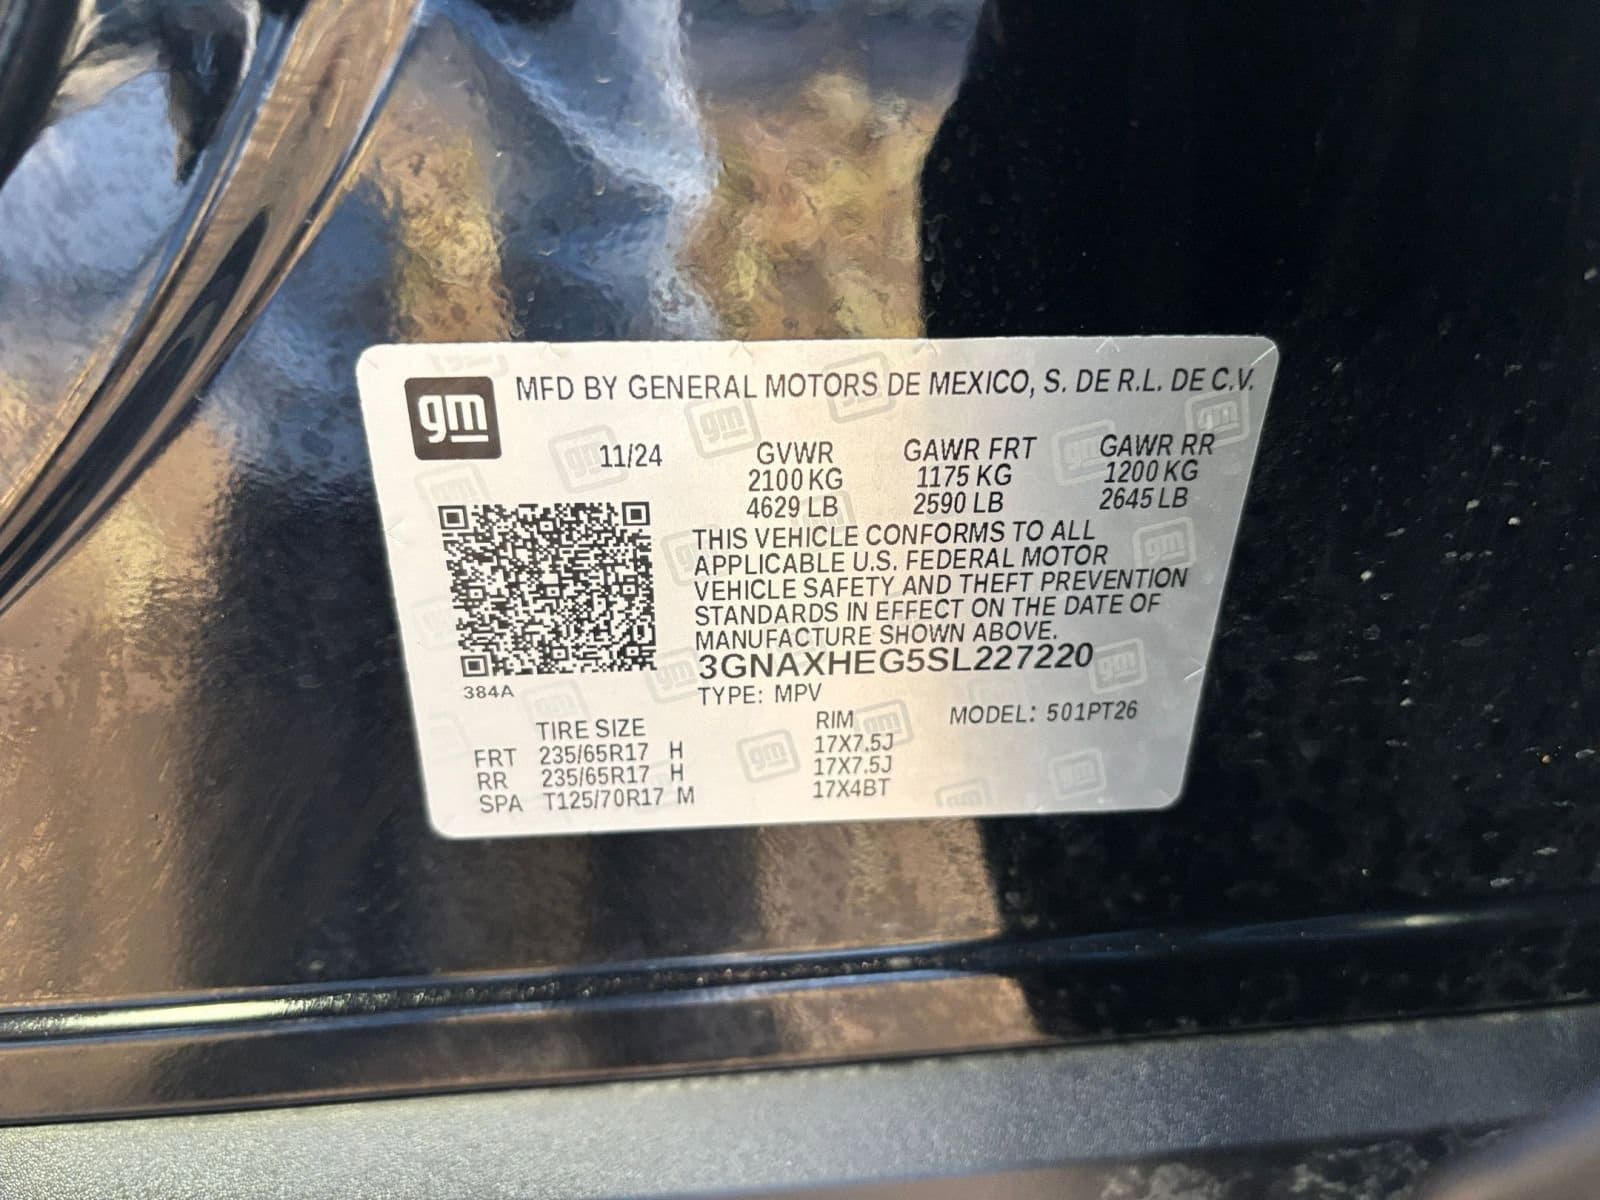 gm
MFD BY GENERAL MOTORS DE MEXICO, S. DE R.L. DE C.V.
11/24 GVWR GAWR FRT GAWR RR
2100 KG 1175 KG 1200 KG
4629 LB 2590 LB 2645 LB
THIS VEHICLE CONFORMS TO ALL
APPLICABLE U.S. FEDERAL MOTOR
VEHICLE SAFETY AND THEFT PREVENTION
STANDARDS IN EFFECT ON THE DATE OF
MANUFACTURE SHOWN ABOVE.
3GNAXHEG5SL227220
384A
TYPE: MPV
TIRE SIZE RIM MODEL: 501PT26
FRT 235/65R17 H 17X7.5J
RR 235/65R17 H 17X7.5J
SPA T125/70R17 M 17X4BT